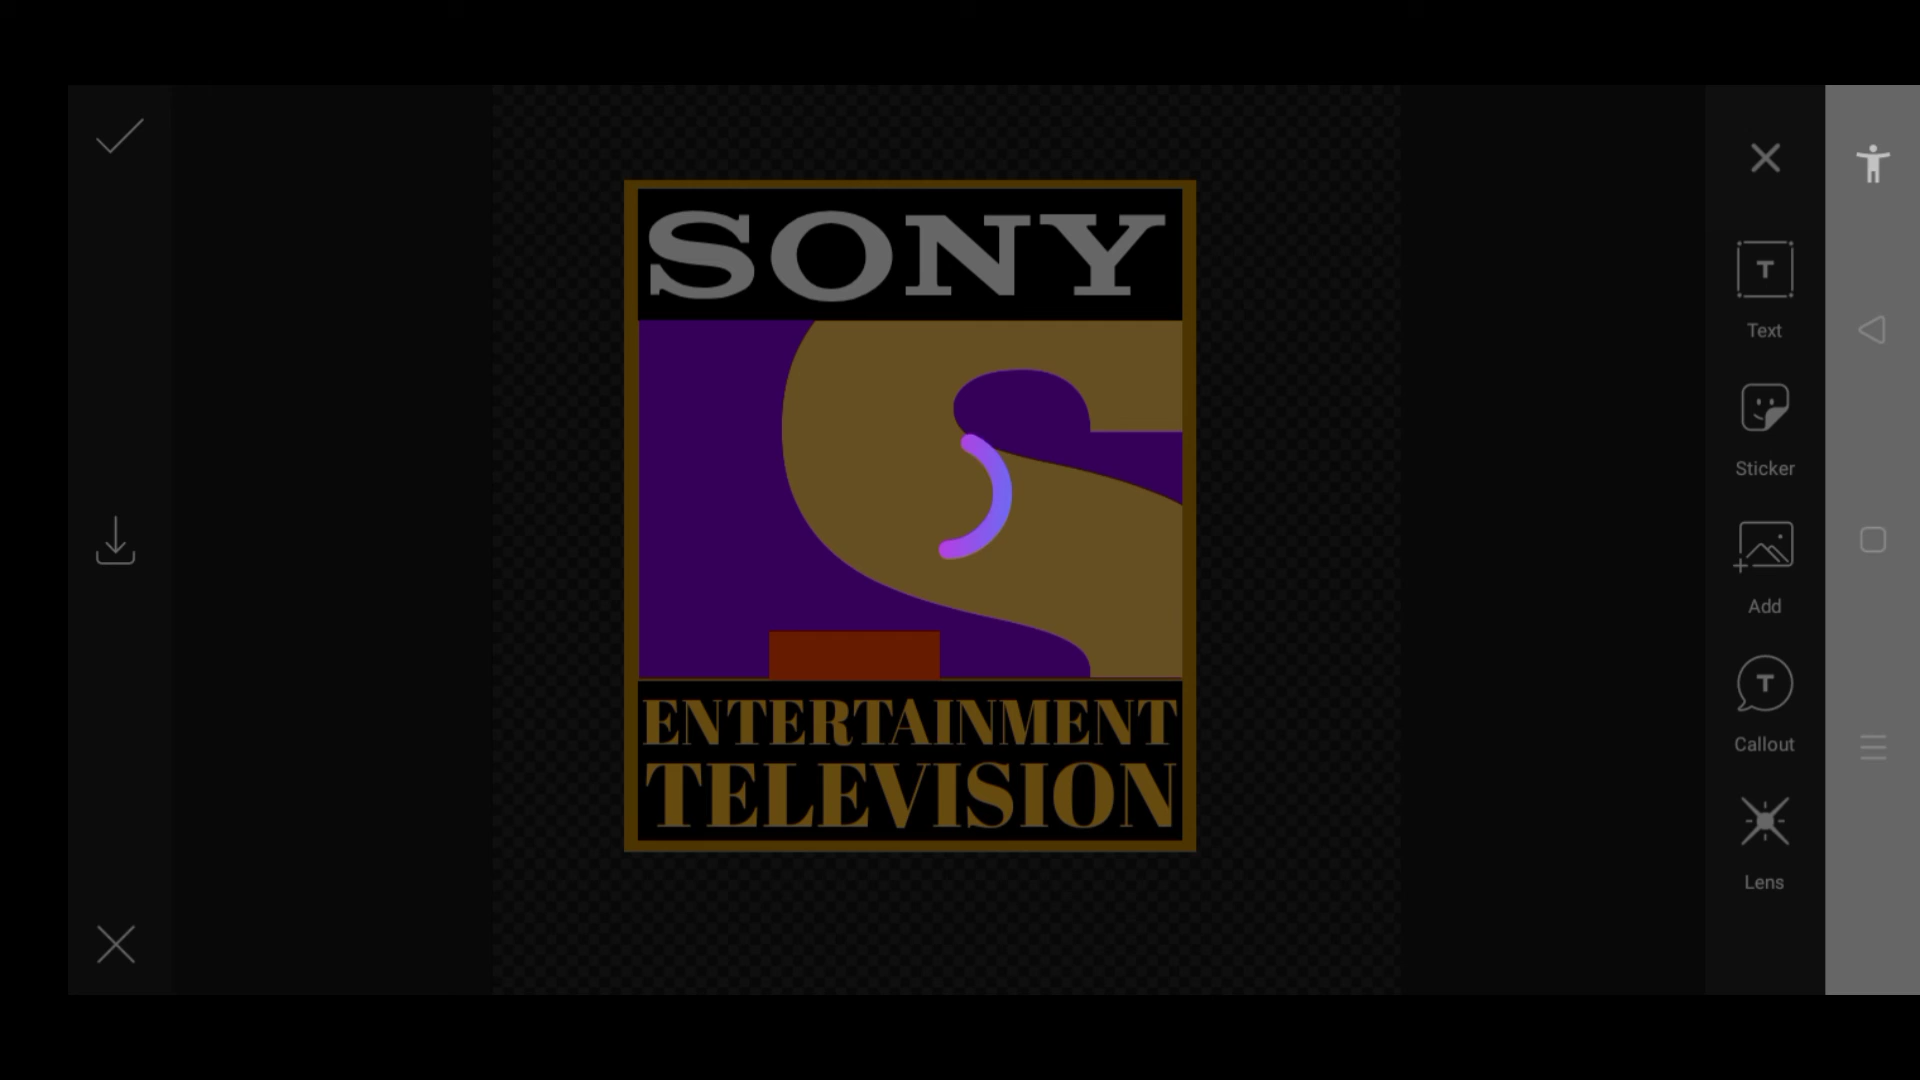 SONY
ENTERTAINMENT
TELEVISION
T
Text
Sticker
Add
T
Callout
Lens